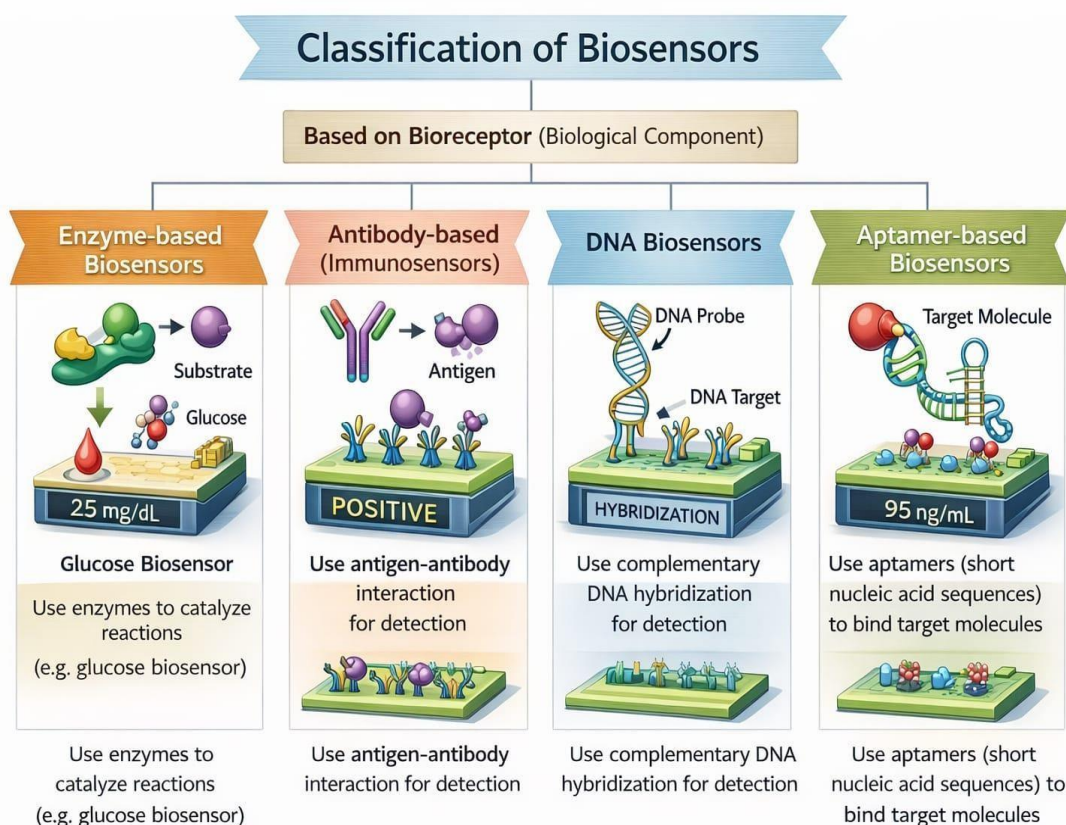 Classification of Biosensors
Based on Bioreceptor (Biological Component)
Enzyme-based
Biosensors
Substrate
Glucose
25 mg/dL
Glucose Biosensor
Use enzymes to catalyze
reactions
(e.g. glucose biosensor)
Use enzymes to
catalyze reactions
(e.g. glucose biosensor)
Antibody-based
(Immunosensors)
Antigen
POSITIVE
Use antigen-antibody
interaction
for detection
Use antigen-antibody
interaction for detection
DNA Biosensors
DNA Probe
DNA Target
HYBRIDIZATION
Use complementary
DNA hybridization
for detection
Use complementary DNA
hybridization for detection
Aptamer-based
Biosensors
Target Molecule
95 ng/mL
Use aptamers (short
nucleic acid sequences)
to bind target molecules
Use aptamers (short
nucleic acid sequences) to
bind target molecules